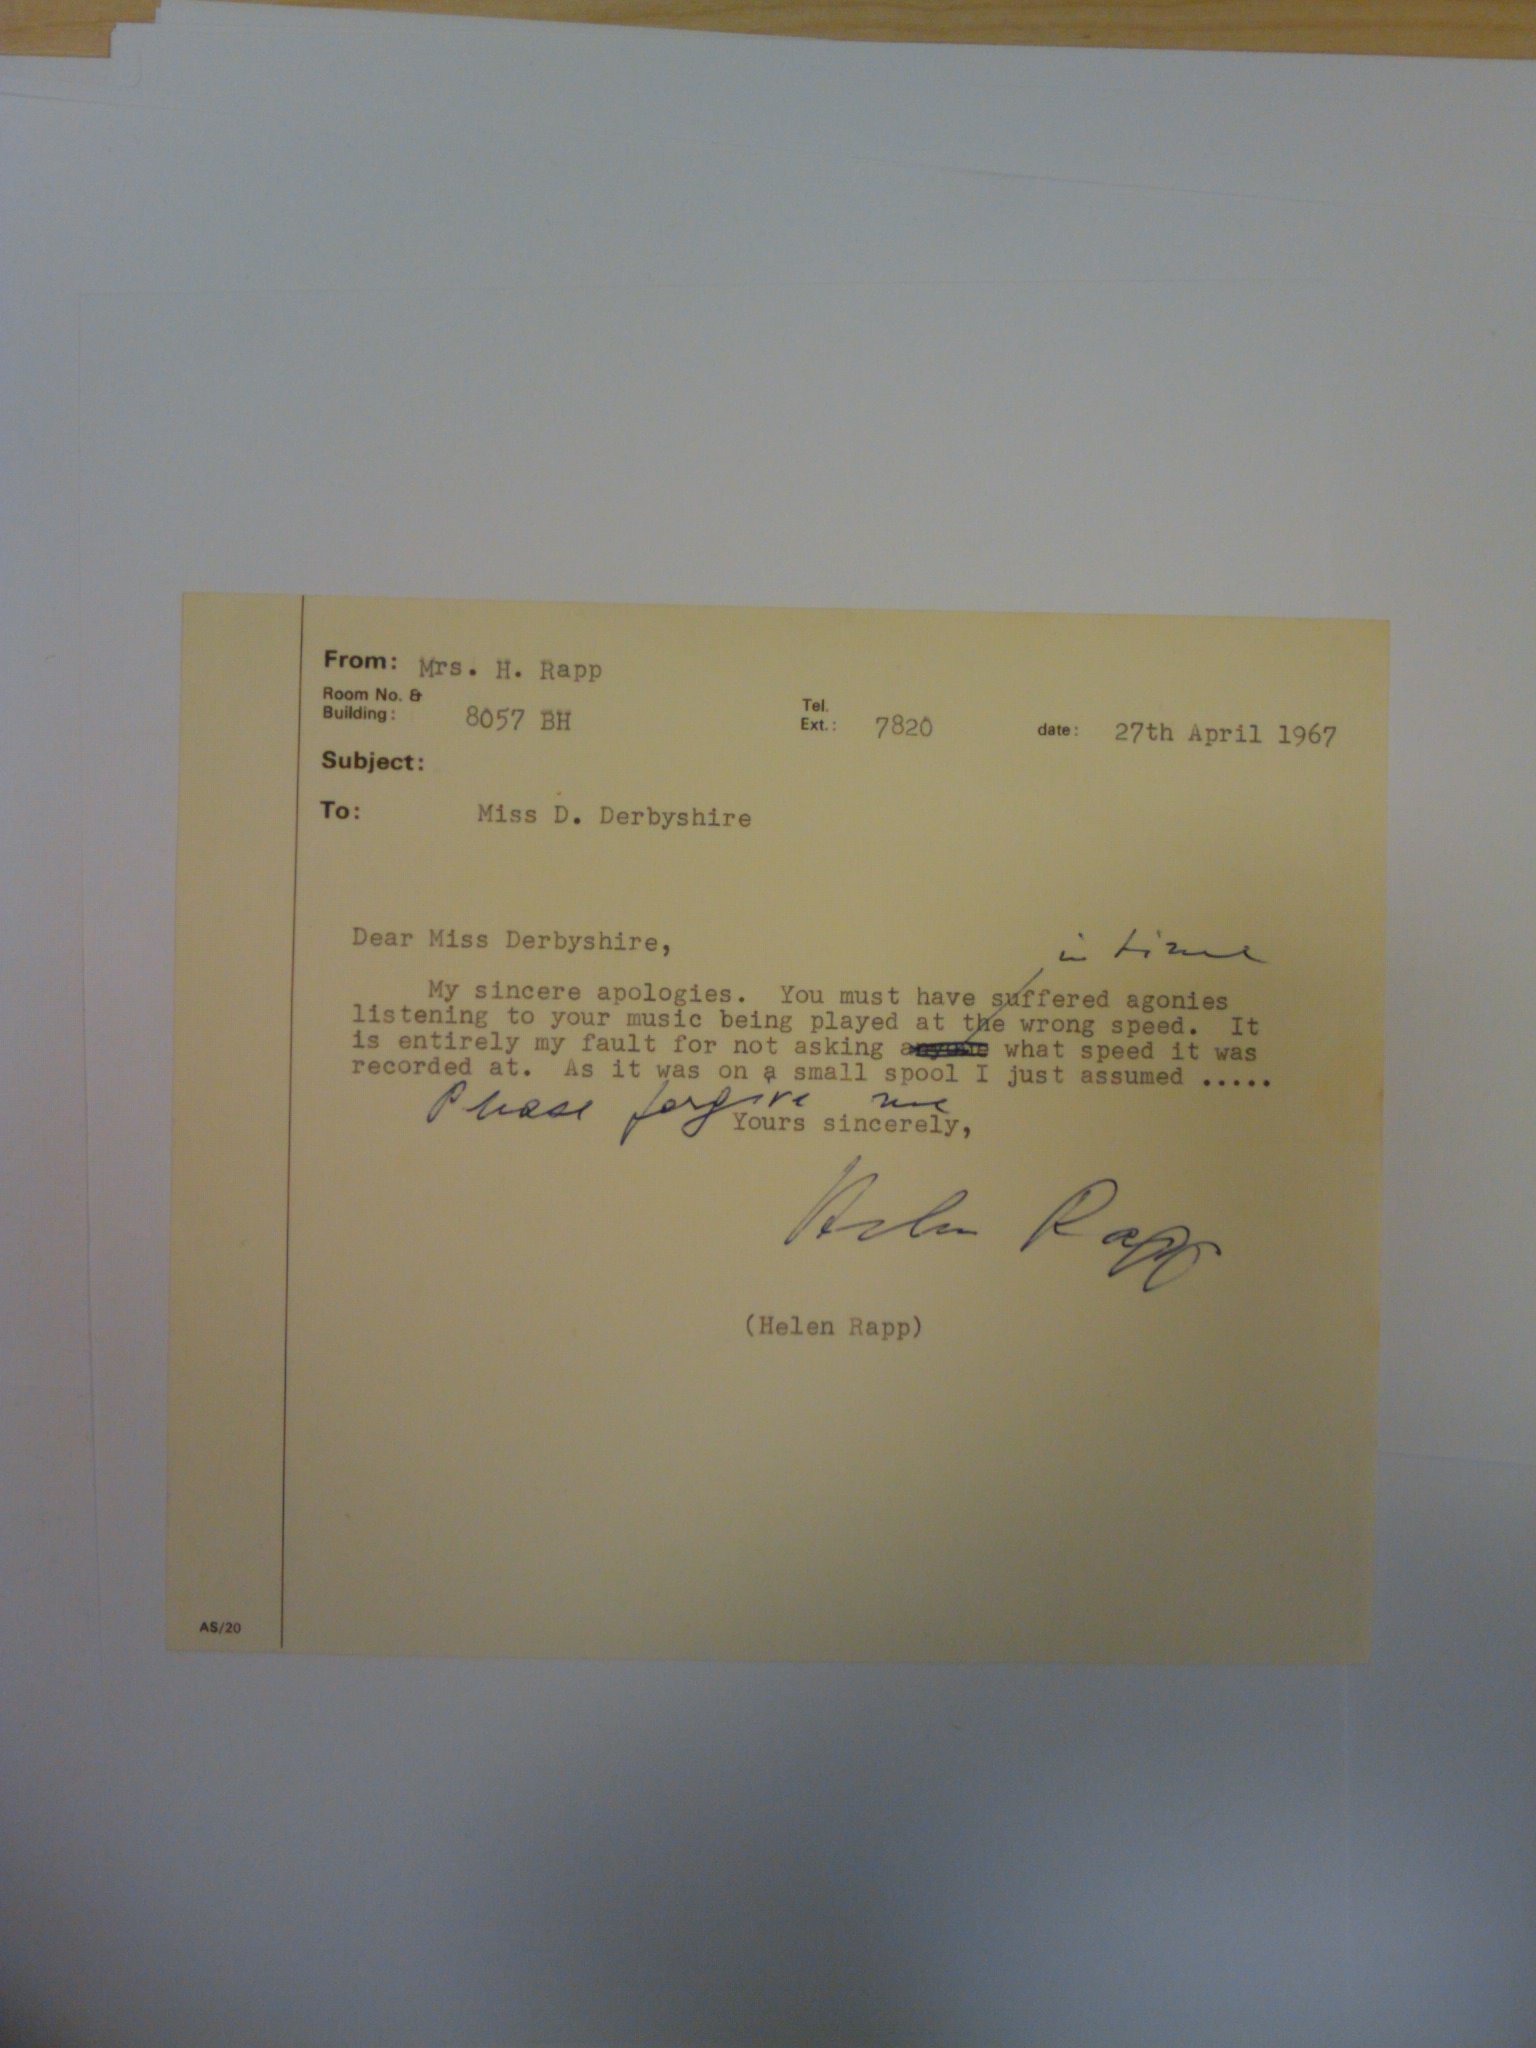 From: Mrs. H. Rapp
Room No. &
Building: 8057 BH
Tel.
Ext.: 7820
date: 27th April 1967
Subject:
To: Miss D. Derbyshire
Dear Miss Derbyshire,
in time
My sincere apologies. You must have suffered agonies
listening to your music being played at the wrong speed. It
is entirely my fault for not asking what speed it was
recorded at. As it was on a small spool I just assumed .....
Please forgive me
Yours sincerely,
Helen Rapp
(Helen Rapp)
AS/20